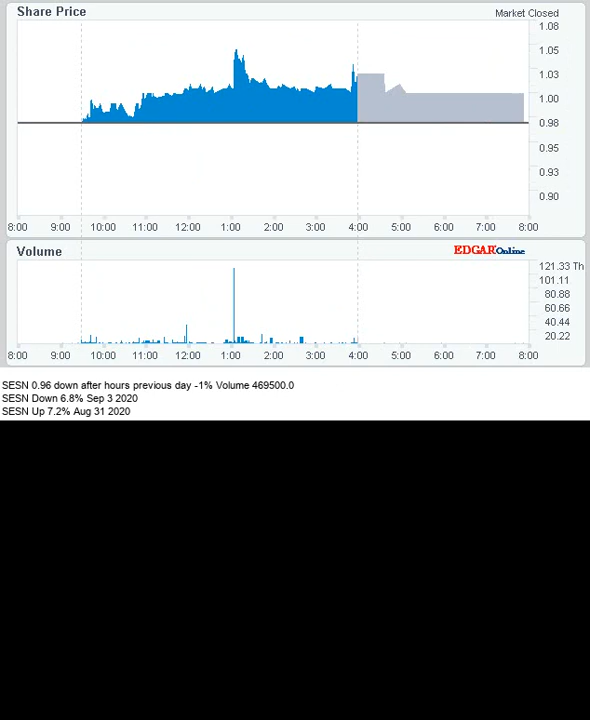 Share Price
Market Closed
1.08
1.05
1.03
1.00
0.98
0.95
0.93
0.90
8:00 9:00 10:00 11:00 12:00 1:00 2:00 3:00 4:00 5:00 6:00 7:00 8:00
Volume
EDGAR Online
121.33 Th
101.11
80.88
60.66
40.44
20.22
8:00 9:00 10:00 11:00 12:00 1:00 2:00 3:00 4:00 5:00 6:00 7:00 8:00
SESN 0.96 down after hours previous day -1% Volume 469500.0
SESN Down 6.8% Sep 3 2020
SESN Up 7.2% Aug 31 2020